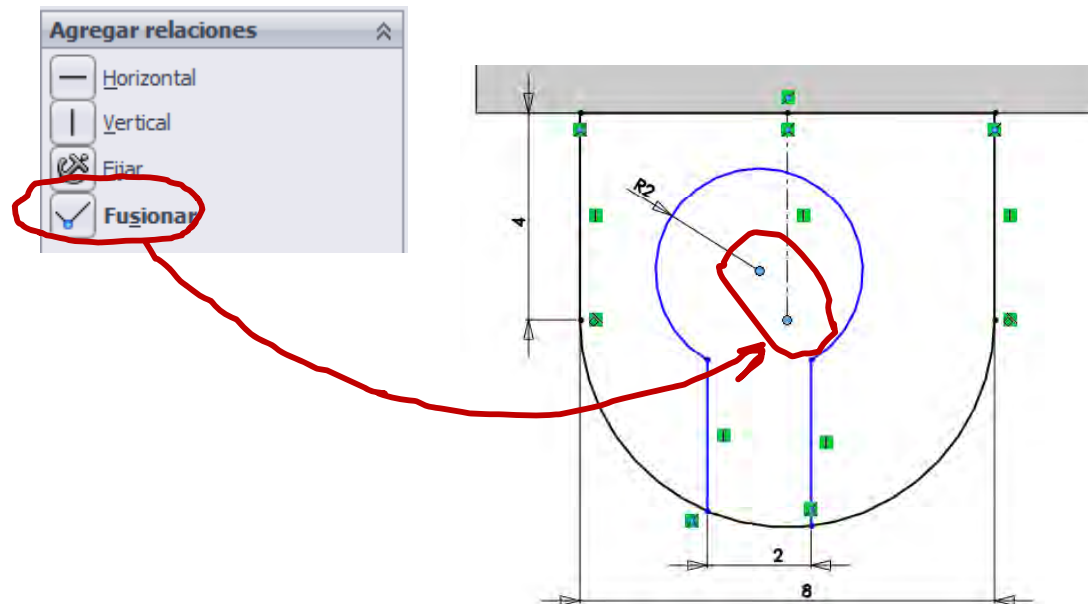 Agregar relaciones
Horizontal
Vertical
Fijar
Fusionar
R2
4
2
8